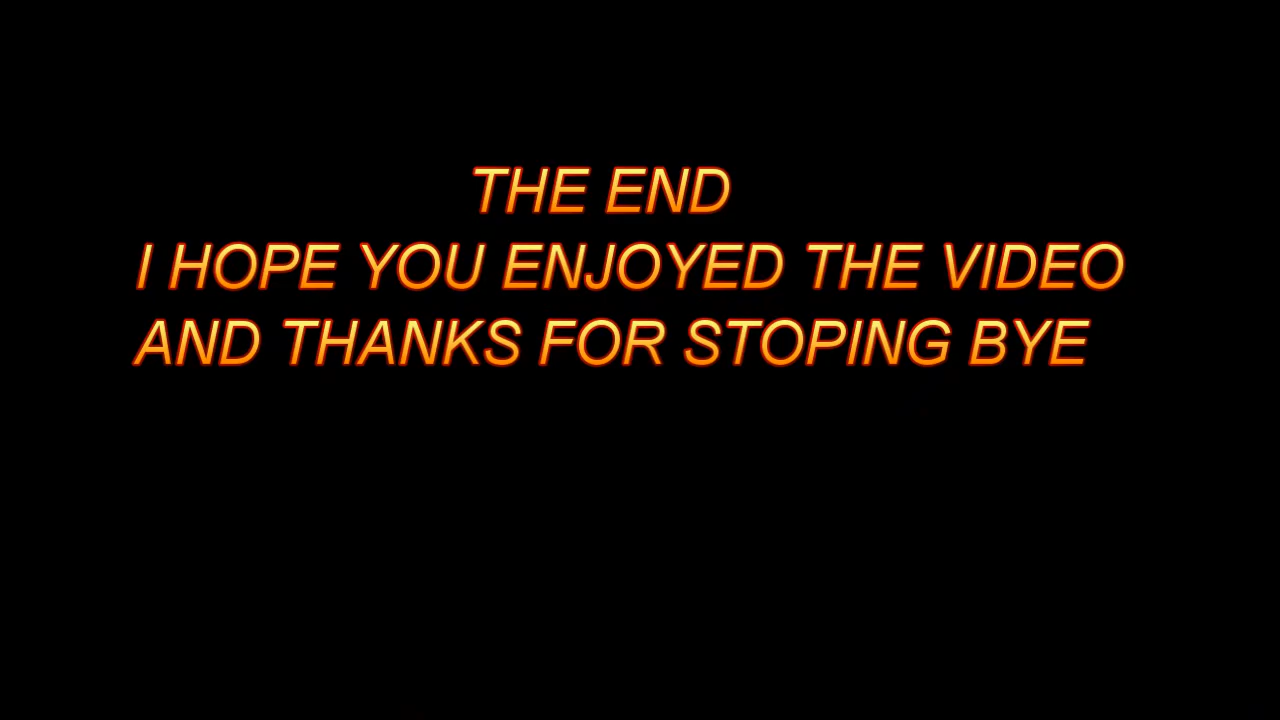 THE END
I HOPE YOU ENJOYED THE VIDEO
AND THANKS FOR STOPING BYE